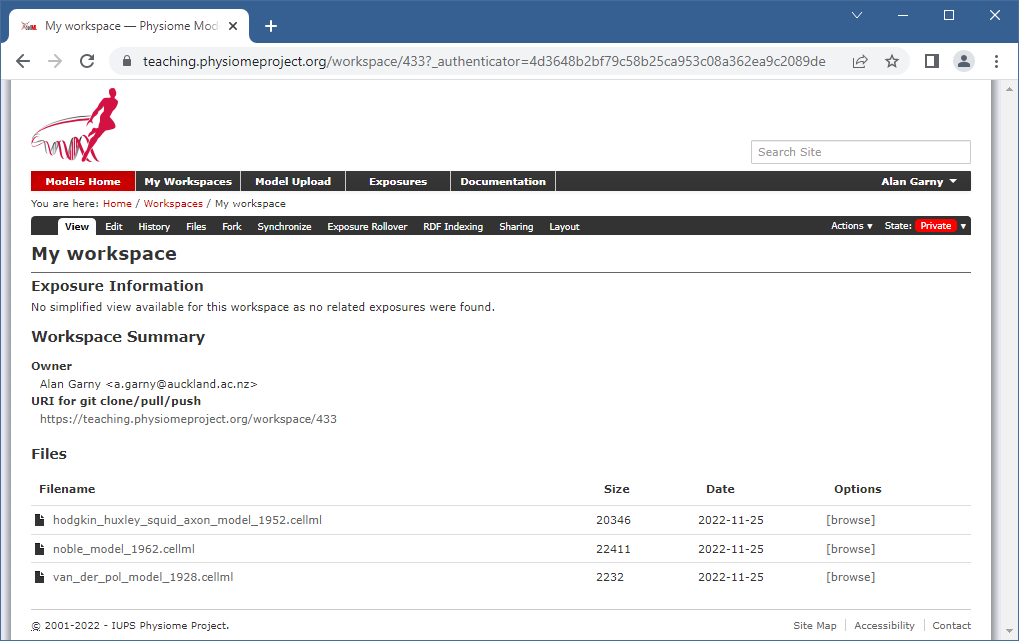 My workspace — Physiome Mod
teaching.physiomeproject.org/workspace/433?_authenticator=4d3648b2bf79c58b25ca953c08a362ea9c2089de
Search Site
Models Home My Workspaces Model Upload Exposures Documentation Alan Garny
You are here: Home / Workspaces / My workspace
View Edit History Files Fork Synchronize Exposure Rollover RDF Indexing Sharing Layout Actions ▾ State: Private ▾
My workspace
Exposure Information
No simplified view available for this workspace as no related exposures were found.
Workspace Summary
Owner
Alan Garny <a.garny@auckland.ac.nz>
URI for git clone/pull/push
https://teaching.physiomeproject.org/workspace/433
Files
Filename Size Date Options
hodgkin_huxley_squid_axon_model_1952.cellml 20346 2022-11-25 [browse]
noble_model_1962.cellml 22411 2022-11-25 [browse]
van_der_pol_model_1928.cellml 2232 2022-11-25 [browse]
© 2001-2022 - IUPS Physiome Project. Site Map Accessibility Contact